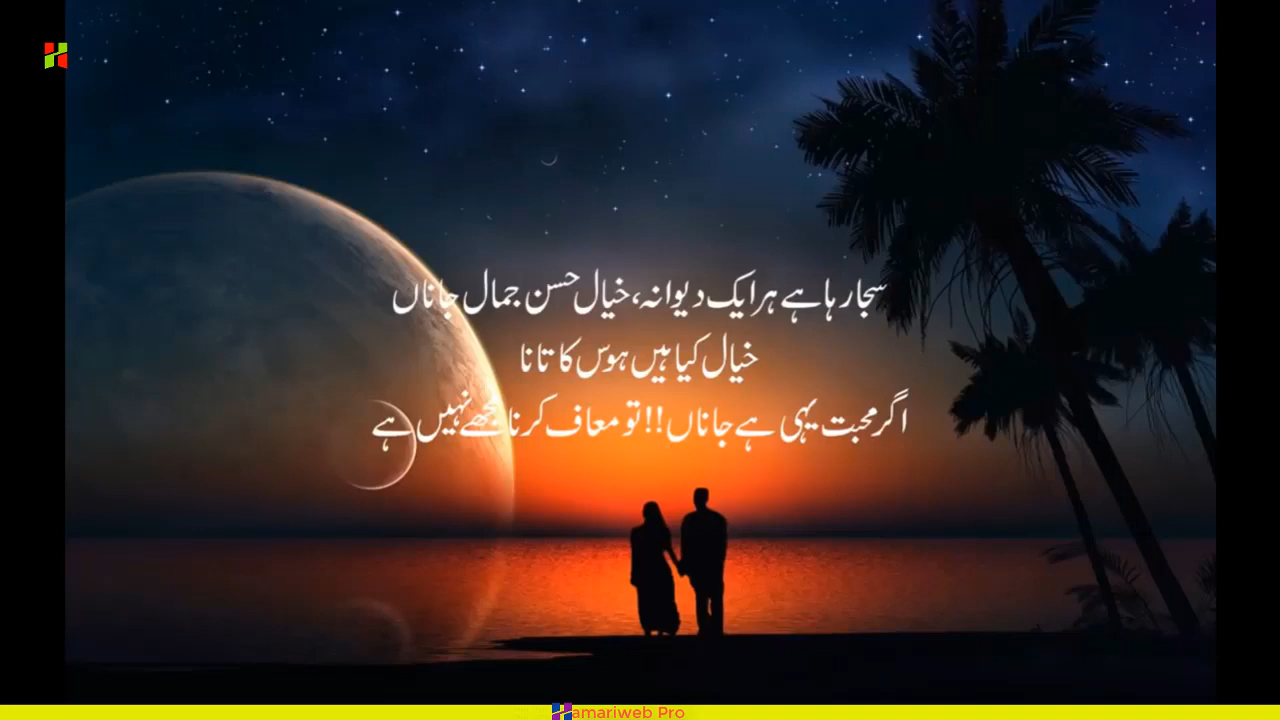 سجا رہا ہے ہر ایک دیوانہ، خیال حسن جمال جاناں
خیال کیا ہیں ہوس کا تانا
اگر محبت یہی ہے جاناں!! تو معاف کرنا مجھے نہیں ہے
Hamariweb Pro